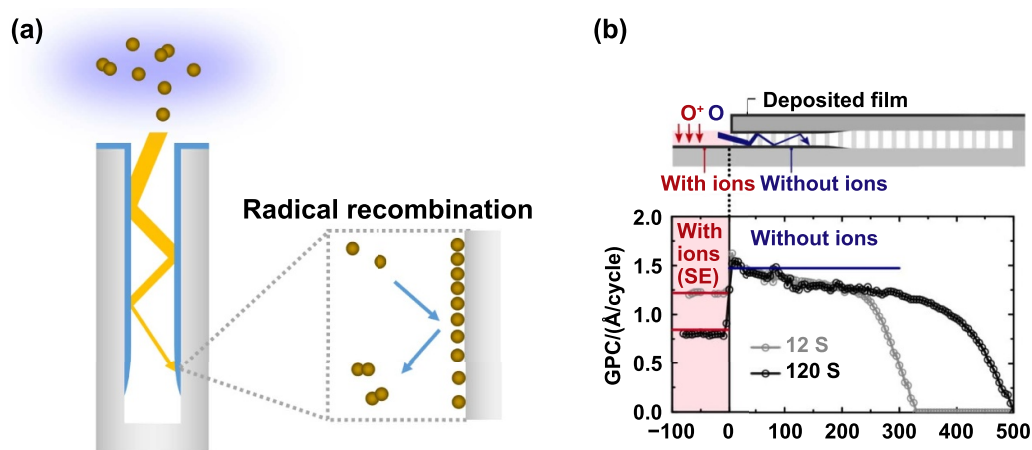 (a)
Radical recombination
(b)
Deposited film
O⁺ O
With ions Without ions
With ions (SE)
Without ions
GPC/(Å/cycle)
2.0
1.5
1.0
0.5
0.0
12 S
120 S
−100 0 100 200 300 400 500